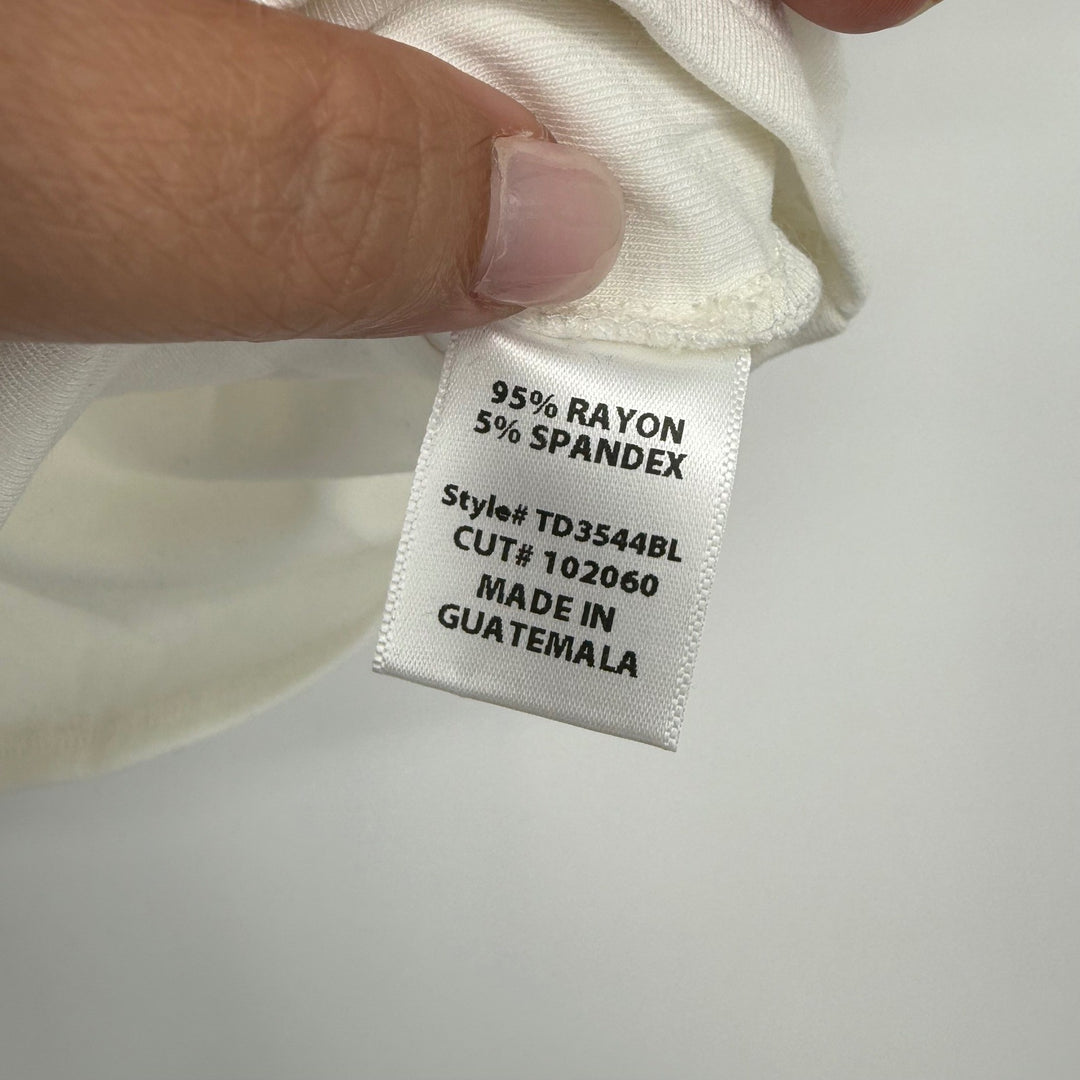 95% RAYON
5% SPANDEX
Style# TD3544BL
CUT# 102060
MADE IN
GUATEMALA